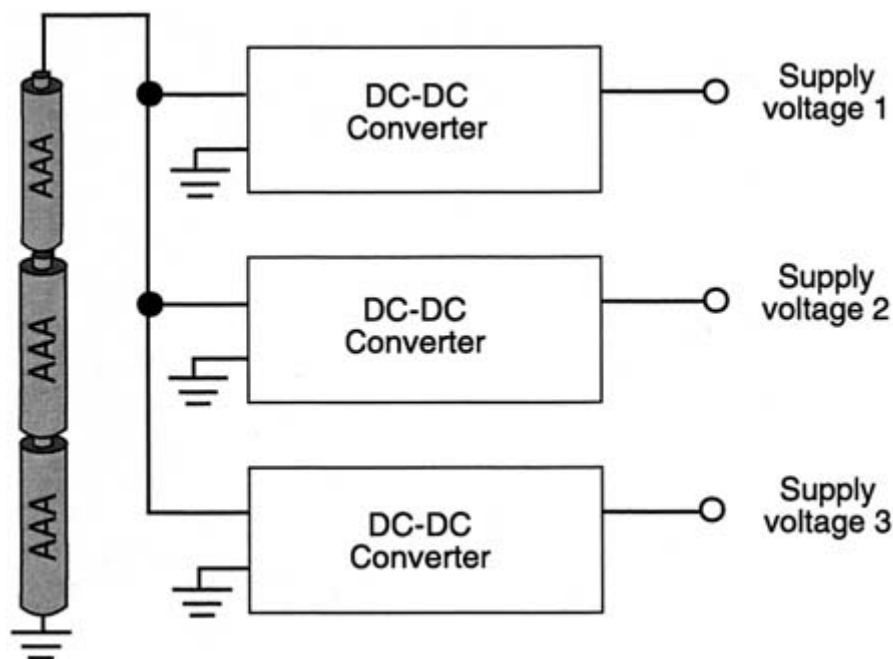 AAA
AAA
AAA
DC-DC
Converter
Supply
voltage 1
DC-DC
Converter
Supply
voltage 2
DC-DC
Converter
Supply
voltage 3